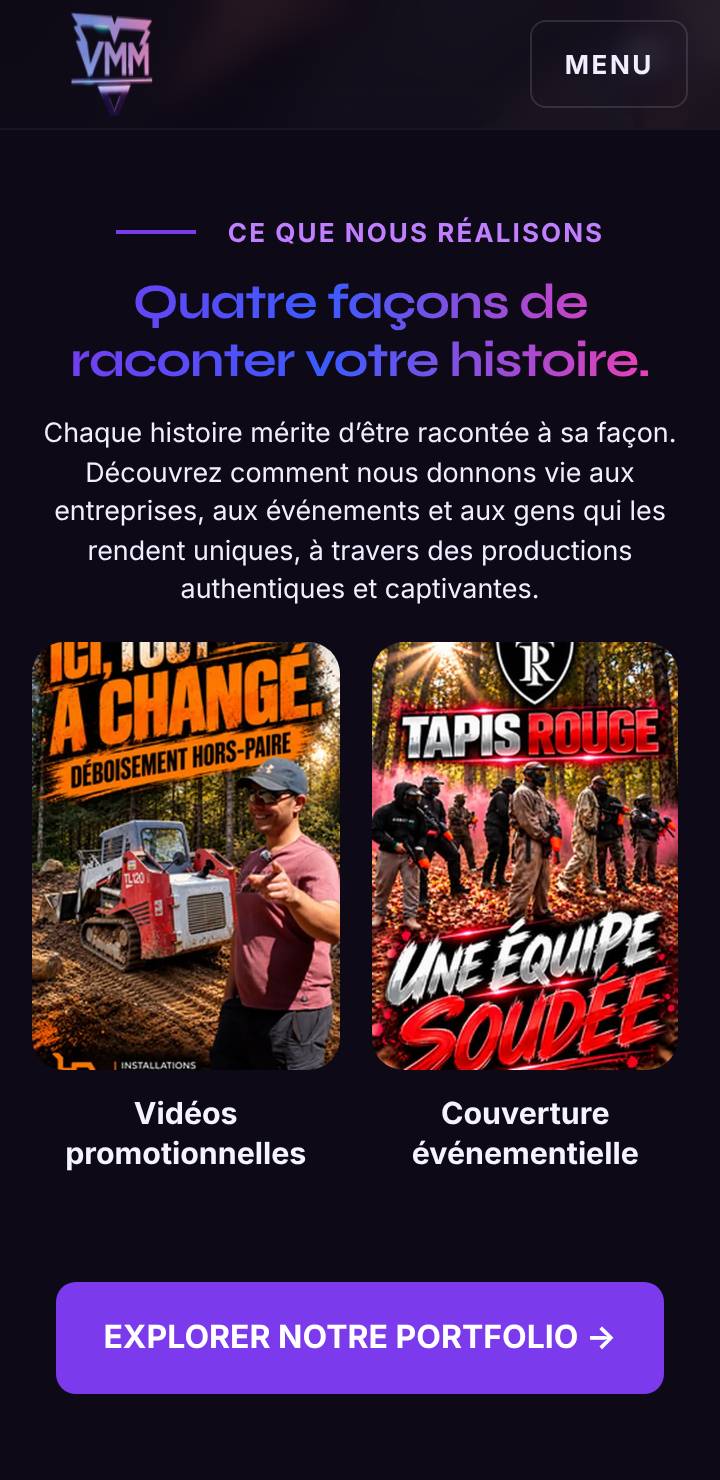 VMM
MENU
CE QUE NOUS RÉALISONS
Quatre façons de
raconter votre histoire.
Chaque histoire mérite d’être racontée à sa façon.
Découvrez comment nous donnons vie aux
entreprises, aux événements et aux gens qui les
rendent uniques, à travers des productions
authentiques et captivantes.
ICI, TOUT
A CHANGÉ.
DÉBOISEMENT HORS-PAIRE
TL120
INSTALLATIONS
TR
TAPIS ROUGE
UNE ÉQUIPE
SOUDÉE
Vidéos
promotionnelles
Couverture
événementielle
EXPLORER NOTRE PORTFOLIO →